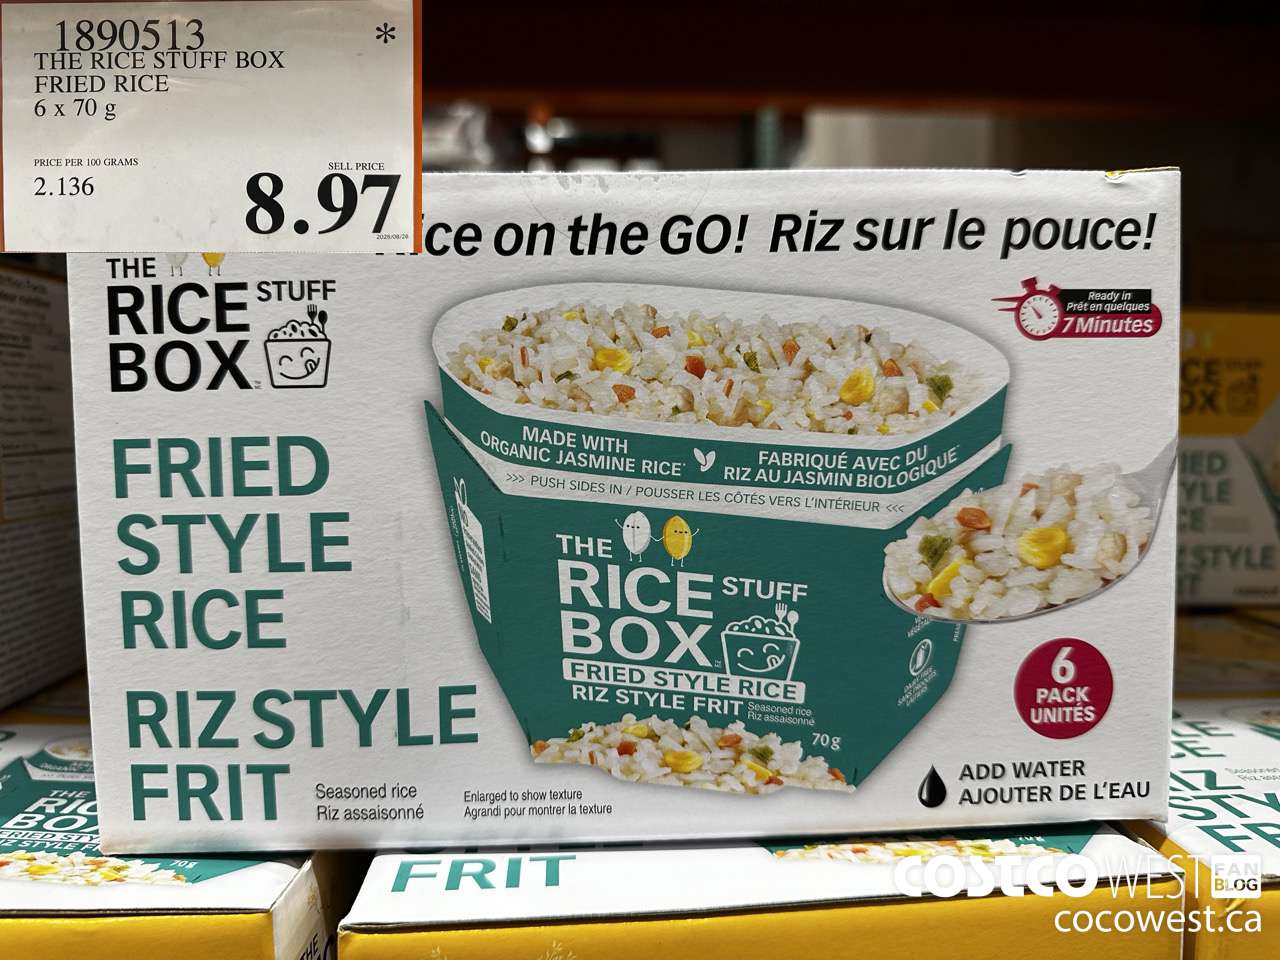 1890513 *
THE RICE STUFF BOX
FRIED RICE
6 x 70 g
PRICE PER 100 GRAMS
2.136
SELL PRICE
8.97
on the GO! Riz sur le pouce!
THE
RICE STUFF
BOX
Ready in
Prêt en quelques
7 Minutes
FRIED
STYLE
RICE
RIZ STYLE
FRIT
Seasoned rice
Riz assaisonné
Enlarged to show texture
Agrandi pour montrer la texture
MADE WITH
ORGANIC JASMINE RICE*
FABRIQUÉ AVEC DU
RIZ AU JASMIN BIOLOGIQUE
>>> PUSH SIDES IN / POUSSER LES CÔTÉS VERS L'INTÉRIEUR <<<
THE
RICE STUFF
BOX
FRIED STYLE RICE
RIZ STYLE FRIT
Seasoned rice
Riz assaisonné
70 g
6
PACK
UNITÉS
ADD WATER
AJOUTER DE L'EAU
FRIT
COSTCO WEST
FAN
BLOG
cocowest.ca